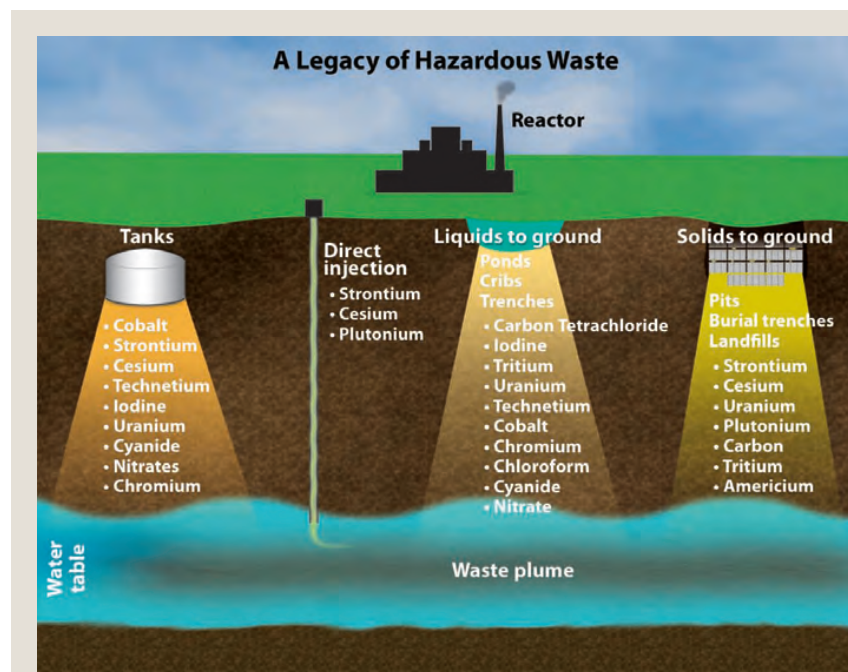 A Legacy of Hazardous Waste
Reactor
Tanks
• Cobalt
• Strontium
• Cesium
• Technetium
• Iodine
• Uranium
• Cyanide
• Nitrates
• Chromium
Direct
injection
• Strontium
• Cesium
• Plutonium
Liquids to ground
Ponds
Cribs
Trenches
• Carbon Tetrachloride
• Iodine
• Tritium
• Uranium
• Technetium
• Cobalt
• Chromium
• Chloroform
• Cyanide
• Nitrate
Solids to ground
Pits
Burial trenches
Landfills
• Strontium
• Cesium
• Uranium
• Plutonium
• Carbon
• Tritium
• Americium
Water
table
Waste plume